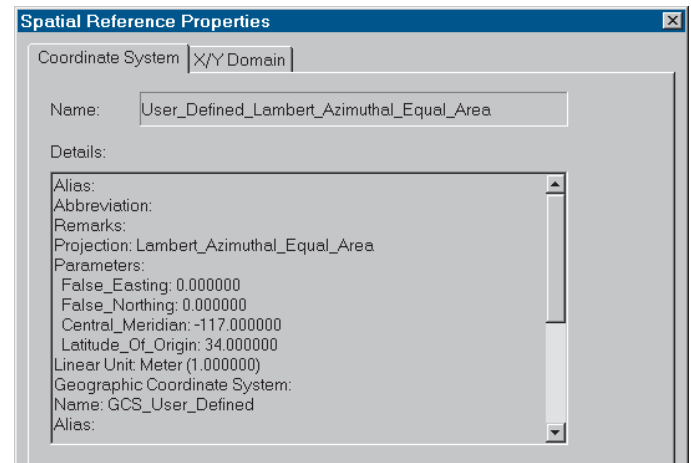 Spatial Reference Properties
Coordinate System X/Y Domain
Name: User_Defined_Lambert_Azimuthal_Equal_Area
Details:
Alias:
Abbreviation:
Remarks:
Projection: Lambert_Azimuthal_Equal_Area
Parameters:
False_Easting: 0.000000
False_Northing: 0.000000
Central_Meridian: -117.000000
Latitude_Of_Origin: 34.000000
Linear Unit: Meter (1.000000)
Geographic Coordinate System:
Name: GCS_User_Defined
Alias: